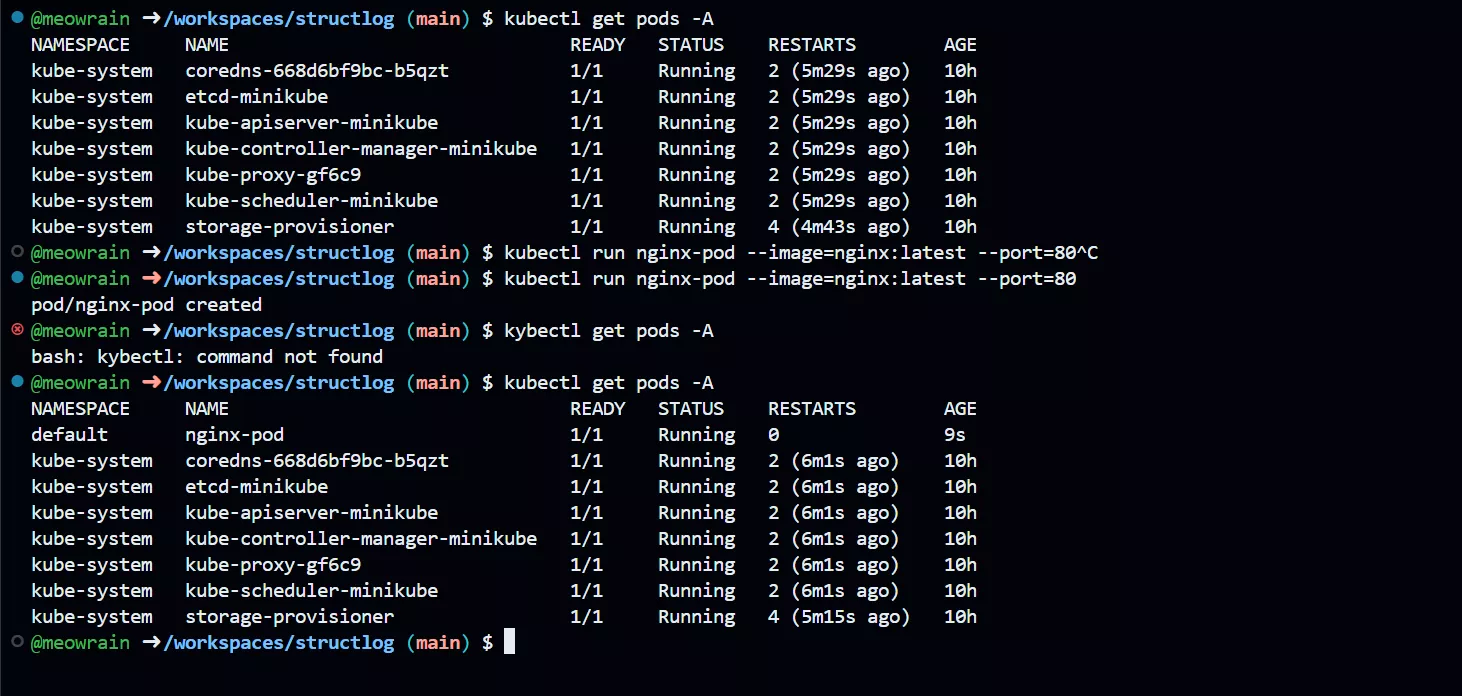 @meowrain ➜/workspaces/structlog (main) $ kubectl get pods -A
NAMESPACE     NAME                               READY   STATUS    RESTARTS        AGE
kube-system   coredns-668d6bf9bc-b5qzt           1/1     Running   2 (5m29s ago)   10h
kube-system   etcd-minikube                      1/1     Running   2 (5m29s ago)   10h
kube-system   kube-apiserver-minikube            1/1     Running   2 (5m29s ago)   10h
kube-system   kube-controller-manager-minikube   1/1     Running   2 (5m29s ago)   10h
kube-system   kube-proxy-gf6c9                   1/1     Running   2 (5m29s ago)   10h
kube-system   kube-scheduler-minikube            1/1     Running   2 (5m29s ago)   10h
kube-system   storage-provisioner                1/1     Running   4 (4m43s ago)   10h
@meowrain ➜/workspaces/structlog (main) $ kubectl run nginx-pod --image=nginx:latest --port=80^C
@meowrain ➜/workspaces/structlog (main) $ kubectl run nginx-pod --image=nginx:latest --port=80
pod/nginx-pod created
@meowrain ➜/workspaces/structlog (main) $ kybectl get pods -A
bash: kybectl: command not found
@meowrain ➜/workspaces/structlog (main) $ kubectl get pods -A
NAMESPACE     NAME                               READY   STATUS    RESTARTS        AGE
default       nginx-pod                          1/1     Running   0               9s
kube-system   coredns-668d6bf9bc-b5qzt           1/1     Running   2 (6m1s ago)    10h
kube-system   etcd-minikube                      1/1     Running   2 (6m1s ago)    10h
kube-system   kube-apiserver-minikube            1/1     Running   2 (6m1s ago)    10h
kube-system   kube-controller-manager-minikube   1/1     Running   2 (6m1s ago)    10h
kube-system   kube-proxy-gf6c9                   1/1     Running   2 (6m1s ago)    10h
kube-system   kube-scheduler-minikube            1/1     Running   2 (6m1s ago)    10h
kube-system   storage-provisioner                1/1     Running   4 (5m15s ago)   10h
@meowrain ➜/workspaces/structlog (main) $